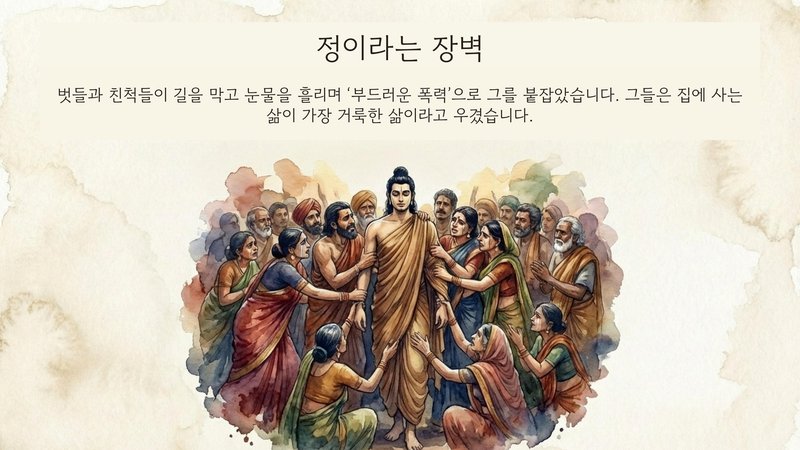 정이라는 장벽
벗들과 친척들이 길을 막고 눈물을 흘리며 ‘부드러운 폭력’으로 그를 붙잡았습니다. 그들은 집에 사는
삶이 가장 거룩한 삶이라고 우겼습니다.